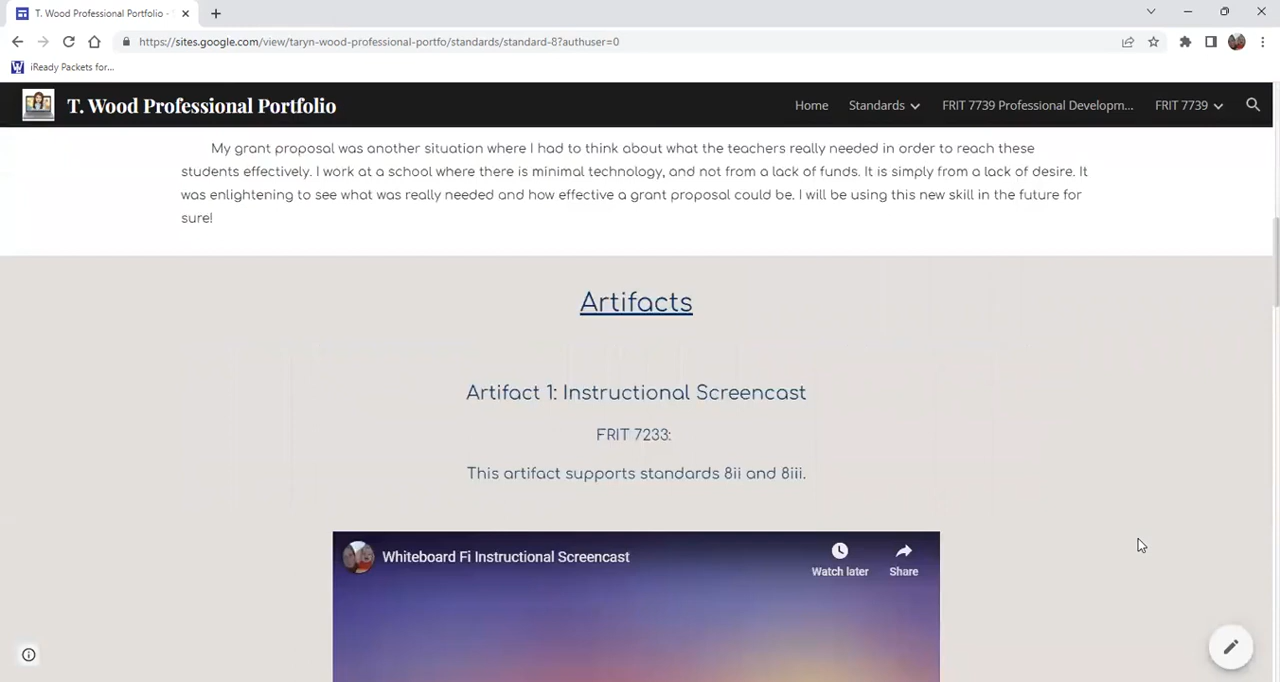 T. Wood Professional Portfolio -
https://sites.google.com/view/taryn-wood-professional-portfo/standards/standard-8?authuser=0
iReady Packets for...
T. Wood Professional Portfolio
Home
Standards
FRIT 7739 Professional Developm...
FRIT 7739
My grant proposal was another situation where I had to think about what the teachers really needed in order to reach these
students effectively. I work at a school where there is minimal technology, and not from a lack of funds. It is simply from a lack of desire. It
was enlightening to see what was really needed and how effective a grant proposal could be. I will be using this new skill in the future for
sure!
Artifacts
Artifact 1: Instructional Screencast
FRIT 7233:
This artifact supports standards 8ii and 8iii.
Whiteboard Fi Instructional Screencast
Watch later
Share